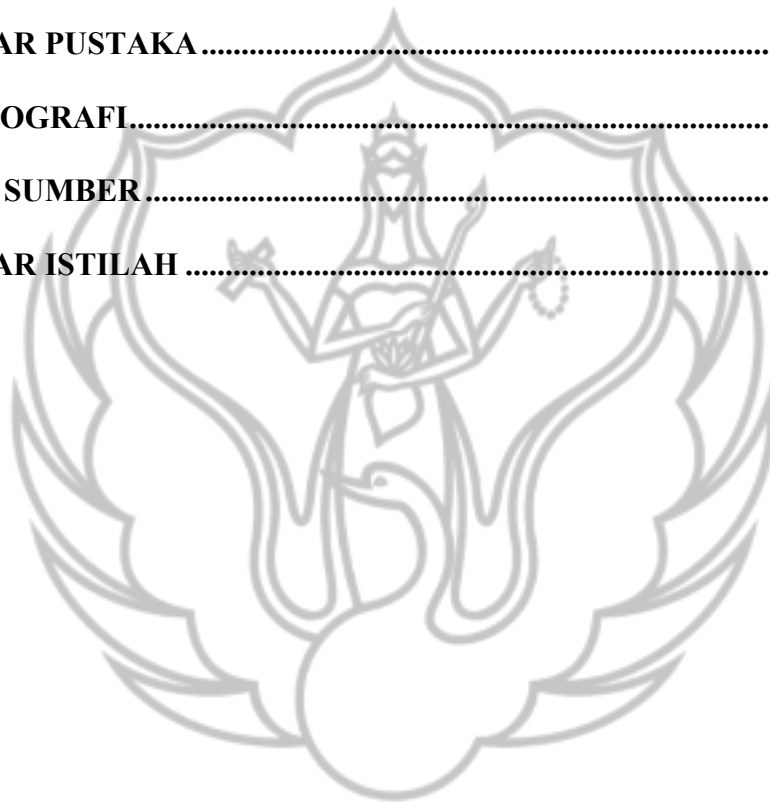 AR PUSTAKA........................................................................
OGRAFI.................................................................................
SUMBER...............................................................................
AR ISTILAH..........................................................................